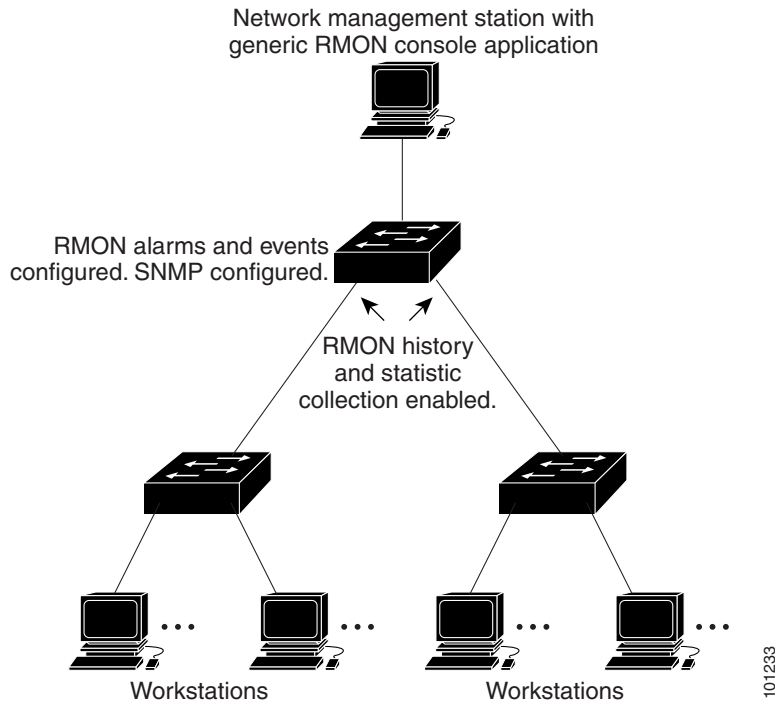 Network management station with
generic RMON console application
RMON alarms and events
configured. SNMP configured.
RMON history
and statistic
collection enabled.
Workstations
Workstations
101233